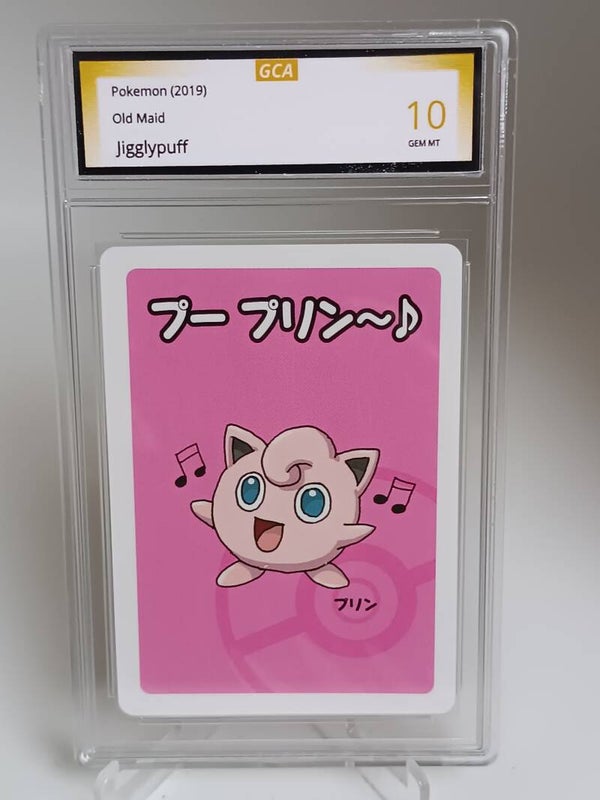 GCA
Pokemon (2019)
Old Maid
Jigglypuff
10
GEM MT
プー プリン～♪
プリン